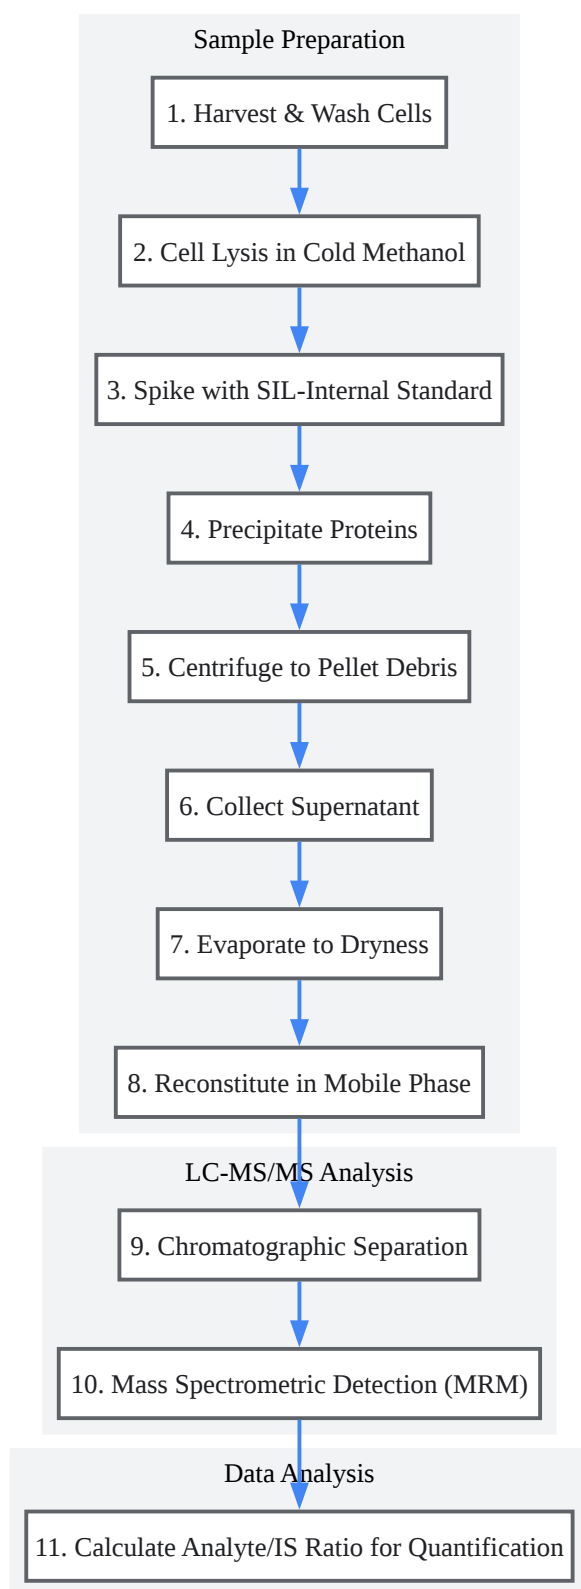 Sample Preparation
1. Harvest & Wash Cells
2. Cell Lysis in Cold Methanol
3. Spike with SIL-Internal Standard
4. Precipitate Proteins
5. Centrifuge to Pellet Debris
6. Collect Supernatant
7. Evaporate to Dryness
8. Reconstitute in Mobile Phase
LC-MS/MS Analysis
9. Chromatographic Separation
10. Mass Spectrometric Detection (MRM)
Data Analysis
11. Calculate Analyte/IS Ratio for Quantification